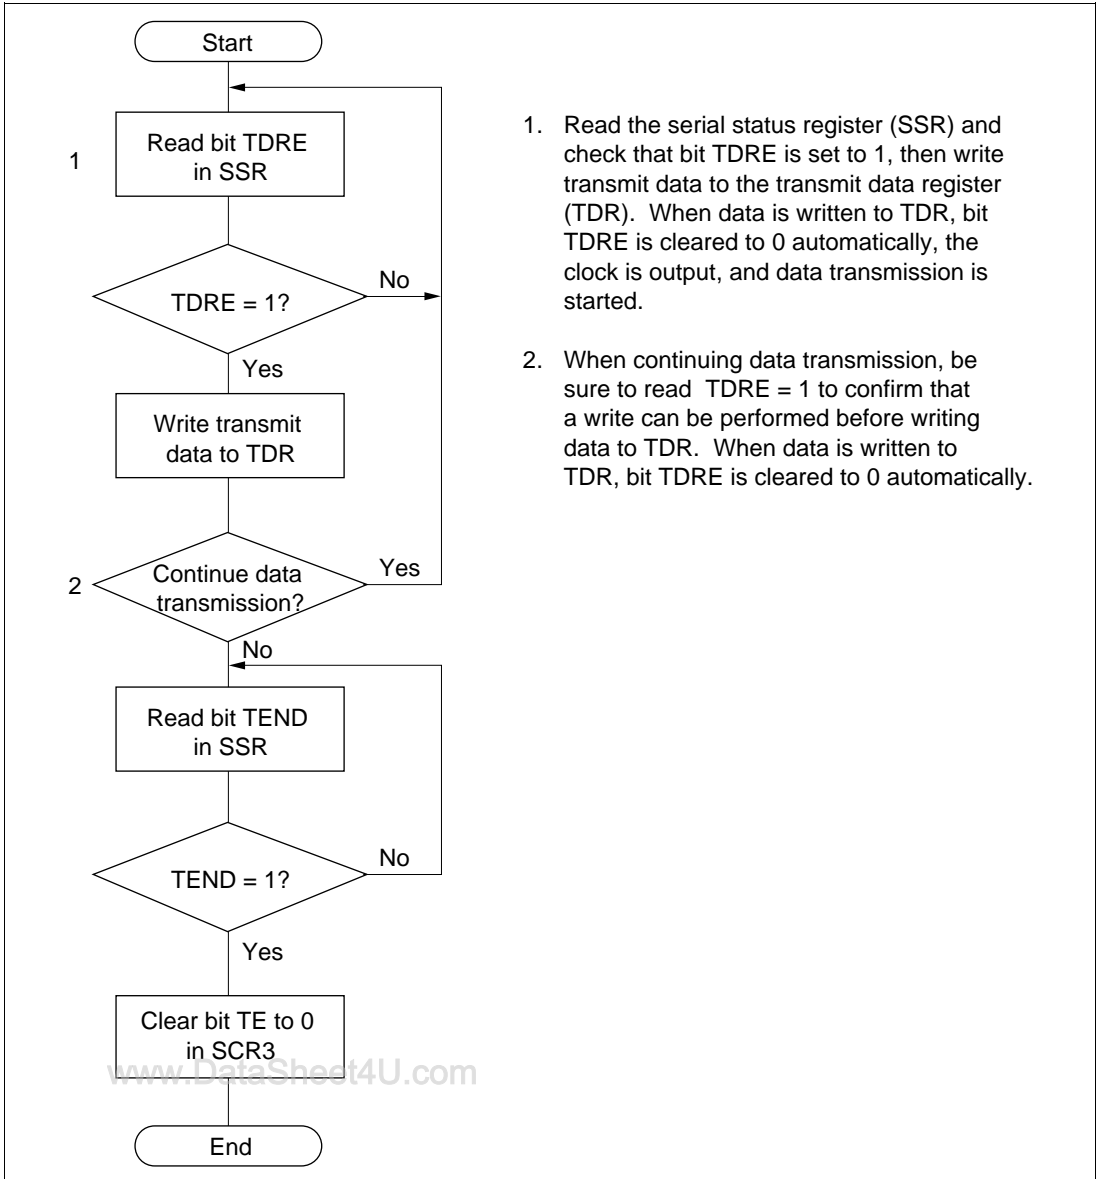 Start
1
Read bit TDRE
in SSR
TDRE = 1?
No
Yes
Write transmit
data to TDR
2
Continue data
transmission?
Yes
No
Read bit TEND
in SSR
TEND = 1?
No
Yes
Clear bit TE to 0
in SCR3
www.DataSheet4U.com
End
1. Read the serial status register (SSR) and
check that bit TDRE is set to 1, then write
transmit data to the transmit data register
(TDR). When data is written to TDR, bit
TDRE is cleared to 0 automatically, the
clock is output, and data transmission is
started.
2. When continuing data transmission, be
sure to read TDRE = 1 to confirm that
a write can be performed before writing
data to TDR. When data is written to
TDR, bit TDRE is cleared to 0 automatically.